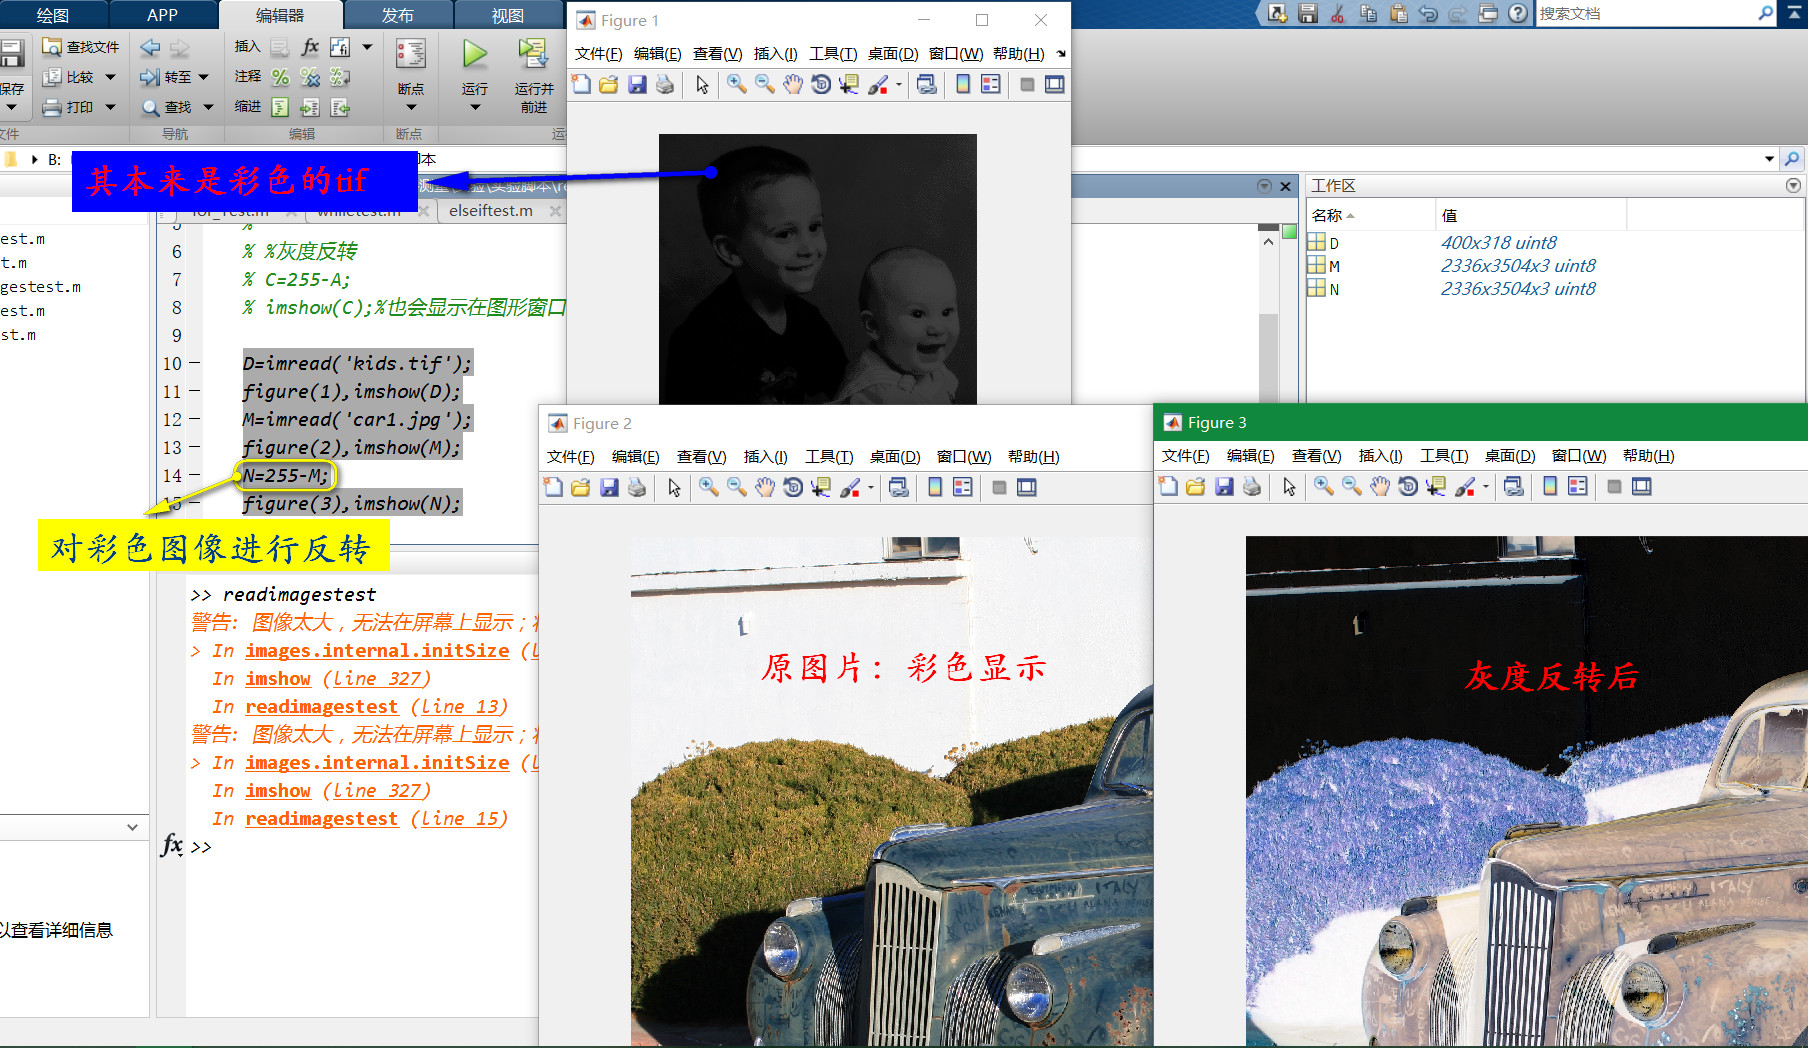 绘图
APP
编辑器
发布
视图
搜索文档
查找文件
比较
打印
转至
查找
插入
注释
缩进
断点
运行
运行并
前进
保存
文件
导航
编辑
断点
B:
其本来是彩色的tif
whiletest.m
elseiftest.m
est.m
t.m
gestest.m
est.m
st.m
5 %
6 % %灰度反转
7 % C=255-A;
8 % imshow(C);%也会显示在图形窗口
9
10 D=imread('kids.tif');
11 figure(1),imshow(D);
12 M=imread('car1.jpg');
13 figure(2),imshow(M);
14 N=255-M;
15 figure(3),imshow(N);
对彩色图像进行反转
>> readimagestest
警告: 图像太大，无法在屏幕上显示；
> In images.internal.initSize (
In imshow (line 327)
In readimagestest (line 13)
警告: 图像太大，无法在屏幕上显示；
> In images.internal.initSize (
In imshow (line 327)
In readimagestest (line 15)
fx >>
以查看详细信息
Figure 1
文件(F) 编辑(E) 查看(V) 插入(I) 工具(T) 桌面(D) 窗口(W) 帮助(H)
工作区
名称 值
D 400x318 uint8
M 2336x3504x3 uint8
N 2336x3504x3 uint8
Figure 2
文件(F) 编辑(E) 查看(V) 插入(I) 工具(T) 桌面(D) 窗口(W) 帮助(H)
原图片: 彩色显示
ITALY
Figure 3
文件(F) 编辑(E) 查看(V) 插入(I) 工具(T) 桌面(D) 窗口(W) 帮助(H)
灰度反转后
ITALY